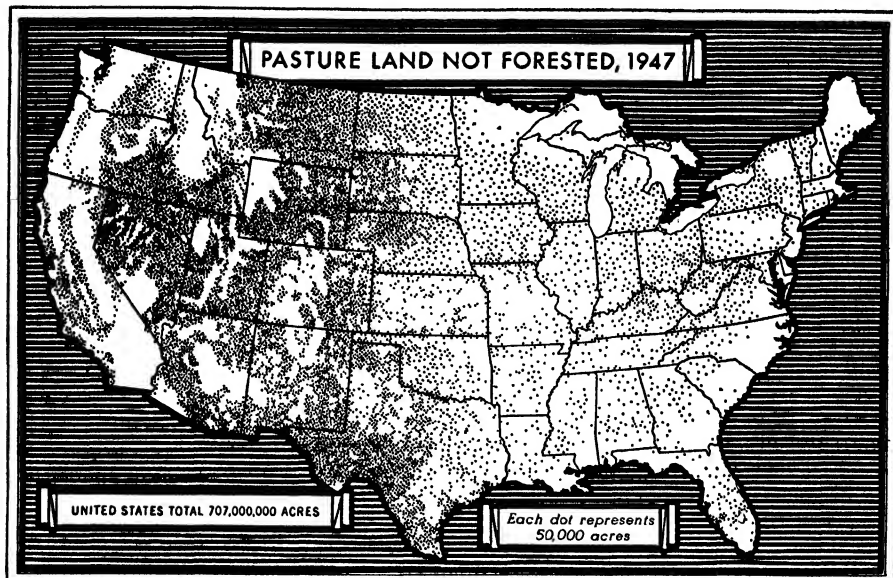 PASTURE LAND NOT FORESTED, 1947
UNITED STATES TOTAL 707,000,000 ACRES
Each dot represents
50,000 acres